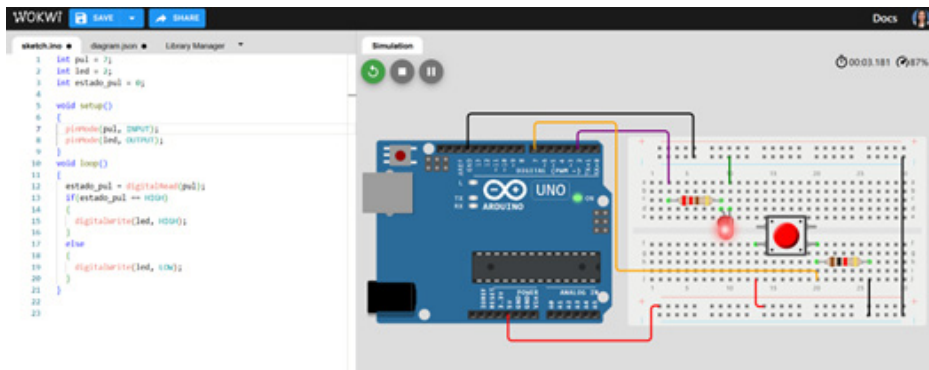 WOKWI SAVE SHARE Docs
sketch.ino diagram.json Library Manager
Simulation
00:03.181 87%
1 int pul = 7;
2 int led = 2;
3 int estado_pul = 0;
4
5 void setup()
6 {
7 pinMode(pul, INPUT);
8 pinMode(led, OUTPUT);
9 }
10 void loop()
11 {
12 estado_pul = digitalRead(pul);
13 if(estado_pul == HIGH)
14 {
15 digitalWrite(led, HIGH);
16 }
17 else
18 {
19 digitalWrite(led, LOW);
20 }
21 }
22
23
DIGITAL (PWM ~)
L
TX
RX
UNO
ON
ARDUINO
POWER
ANALOG IN